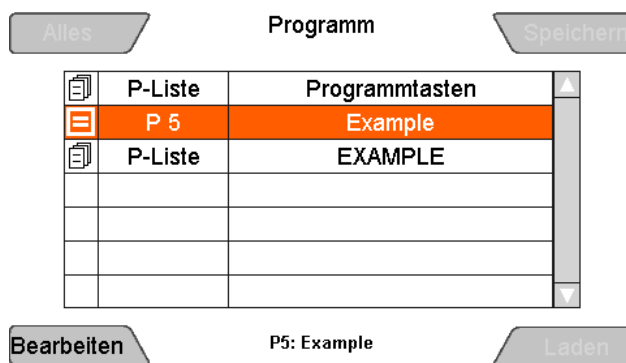 Alles Programm Speichern
P-Liste Programmtasten
P 5 Example
P-Liste EXAMPLE
Bearbeiten P5: Example Laden